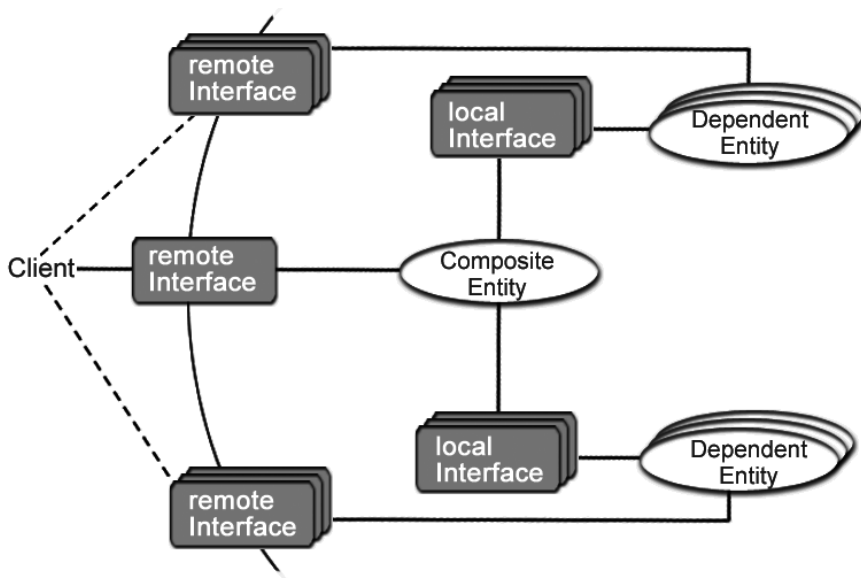 remote
Interface
local
Interface
Dependent
Entity
Client
remote
Interface
Composite
Entity
local
Interface
Dependent
Entity
remote
Interface